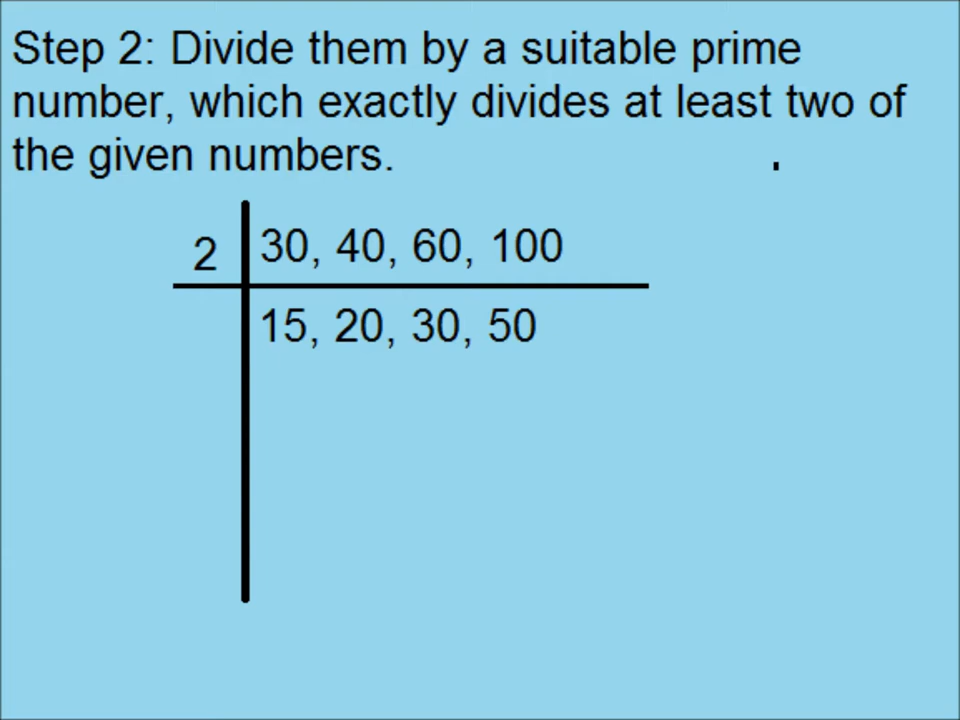 Step 2: Divide them by a suitable prime
number, which exactly divides at least two of
the given numbers.
2 30, 40, 60, 100
15, 20, 30, 50